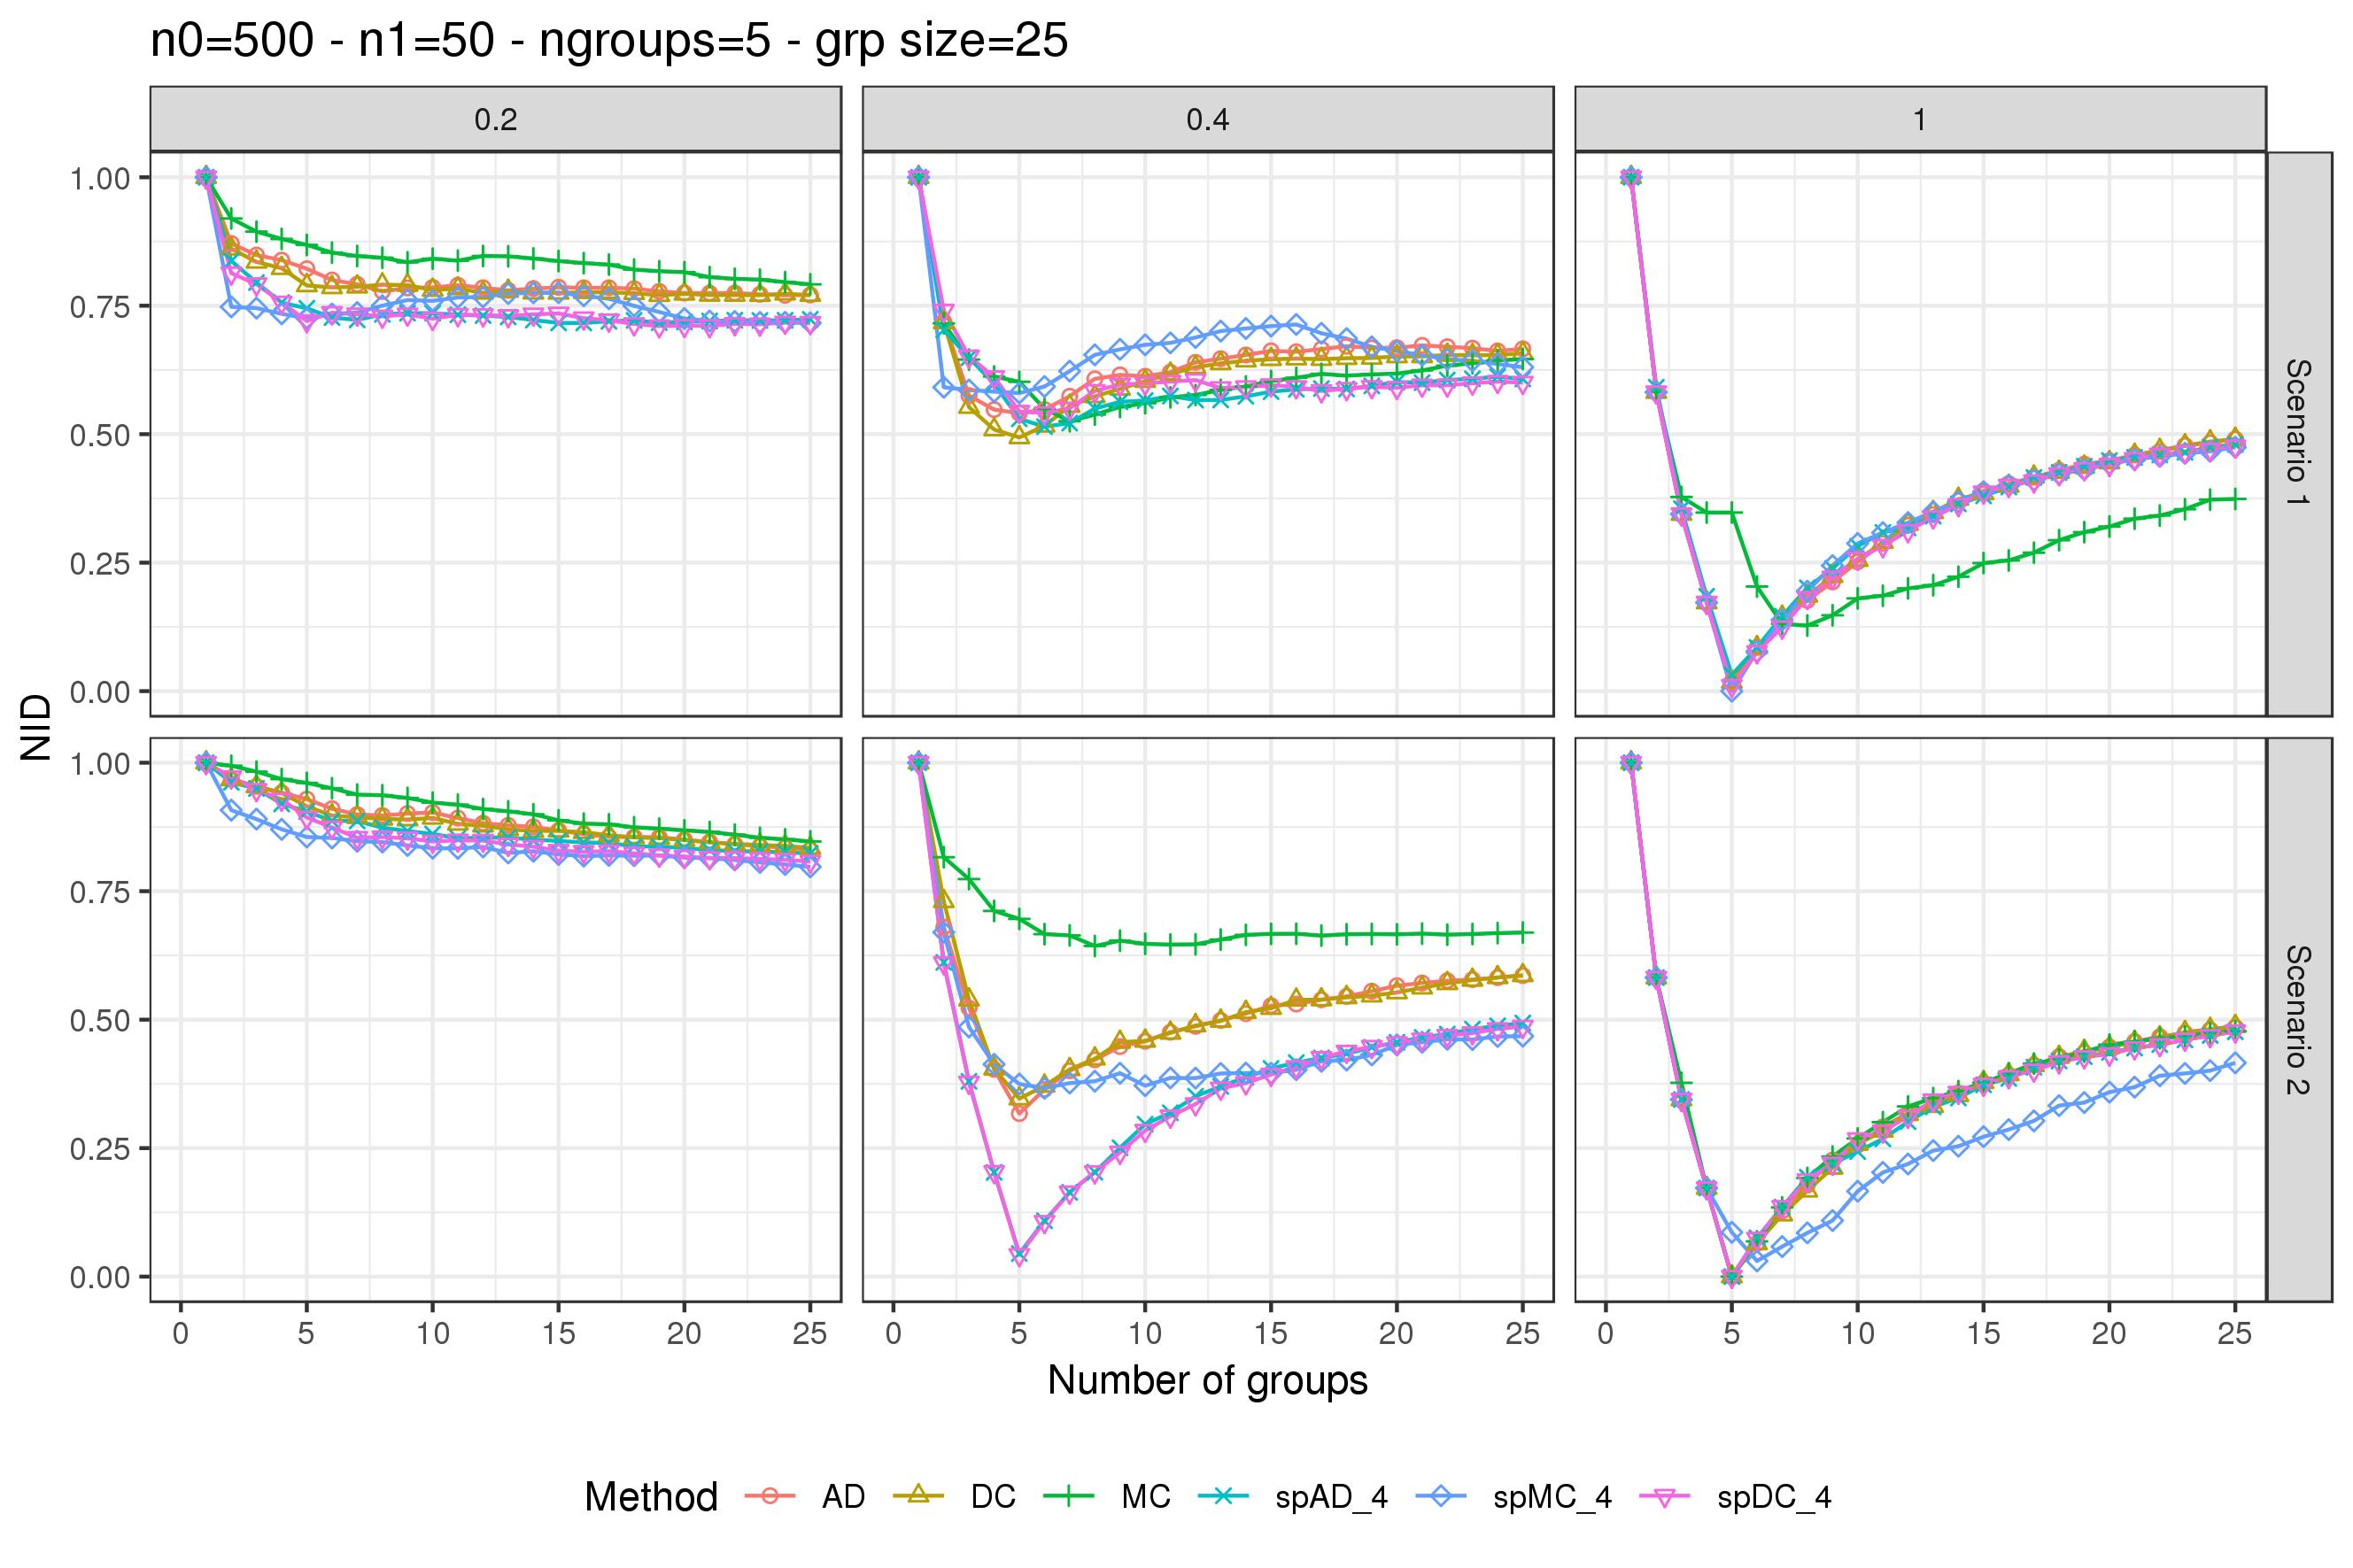 n0=500 - n1=50 - ngroups=5 - grp size=25
0.2 0.4 1
1.00
0.75
0.50
0.25
0.00
Scenario 1
NID
1.00
0.75
0.50
0.25
0.00
Scenario 2
0 5 10 15 20 25 0 5 10 15 20 25 0 5 10 15 20 25
Number of groups
Method AD DC MC spAD_4 spMC_4 spDC_4